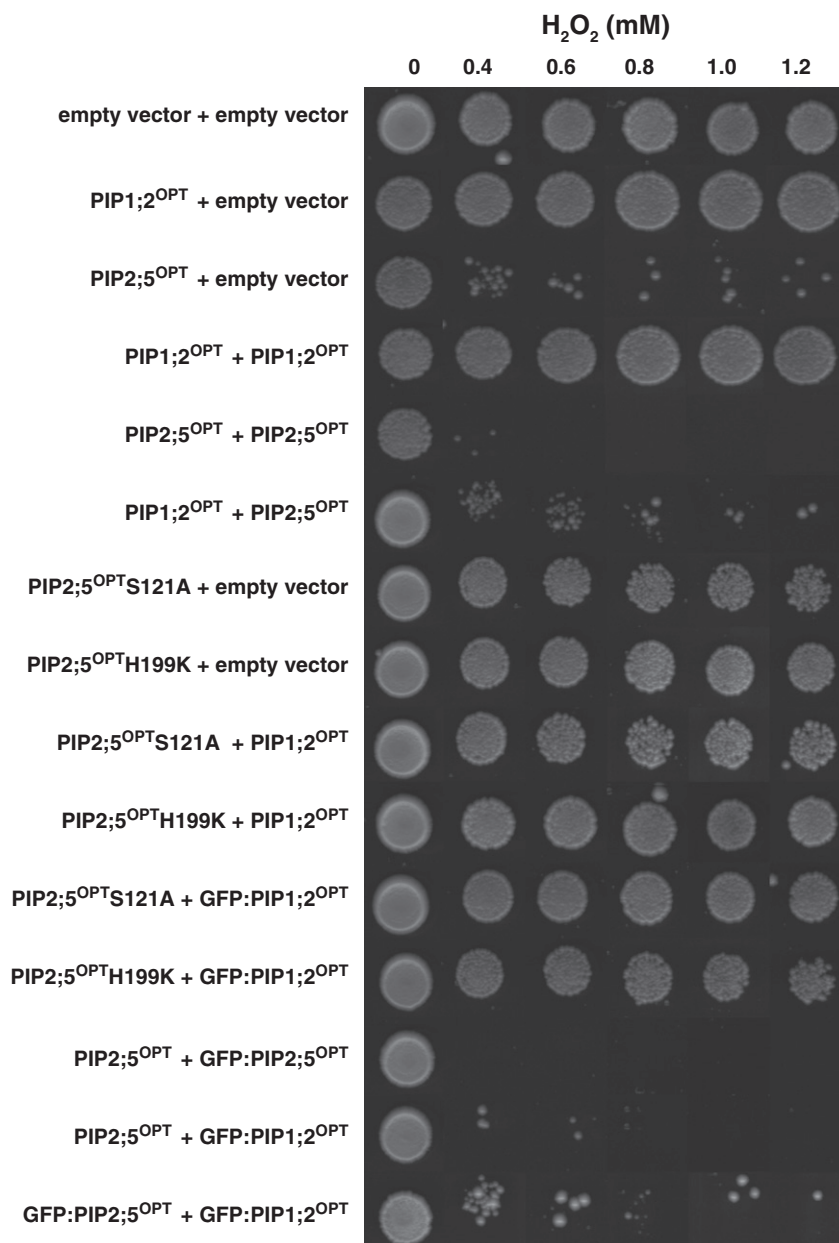 H₂O₂ (mM)
0 0.4 0.6 0.8 1.0 1.2
empty vector + empty vector
PIP1;2ᴼᴾᵀ + empty vector
PIP2;5ᴼᴾᵀ + empty vector
PIP1;2ᴼᴾᵀ + PIP1;2ᴼᴾᵀ
PIP2;5ᴼᴾᵀ + PIP2;5ᴼᴾᵀ
PIP1;2ᴼᴾᵀ + PIP2;5ᴼᴾᵀ
PIP2;5ᴼᴾᵀS121A + empty vector
PIP2;5ᴼᴾᵀH199K + empty vector
PIP2;5ᴼᴾᵀS121A + PIP1;2ᴼᴾᵀ
PIP2;5ᴼᴾᵀH199K + PIP1;2ᴼᴾᵀ
PIP2;5ᴼᴾᵀS121A + GFP:PIP1;2ᴼᴾᵀ
PIP2;5ᴼᴾᵀH199K + GFP:PIP1;2ᴼᴾᵀ
PIP2;5ᴼᴾᵀ + GFP:PIP2;5ᴼᴾᵀ
PIP2;5ᴼᴾᵀ + GFP:PIP1;2ᴼᴾᵀ
GFP:PIP2;5ᴼᴾᵀ + GFP:PIP1;2ᴼᴾᵀ